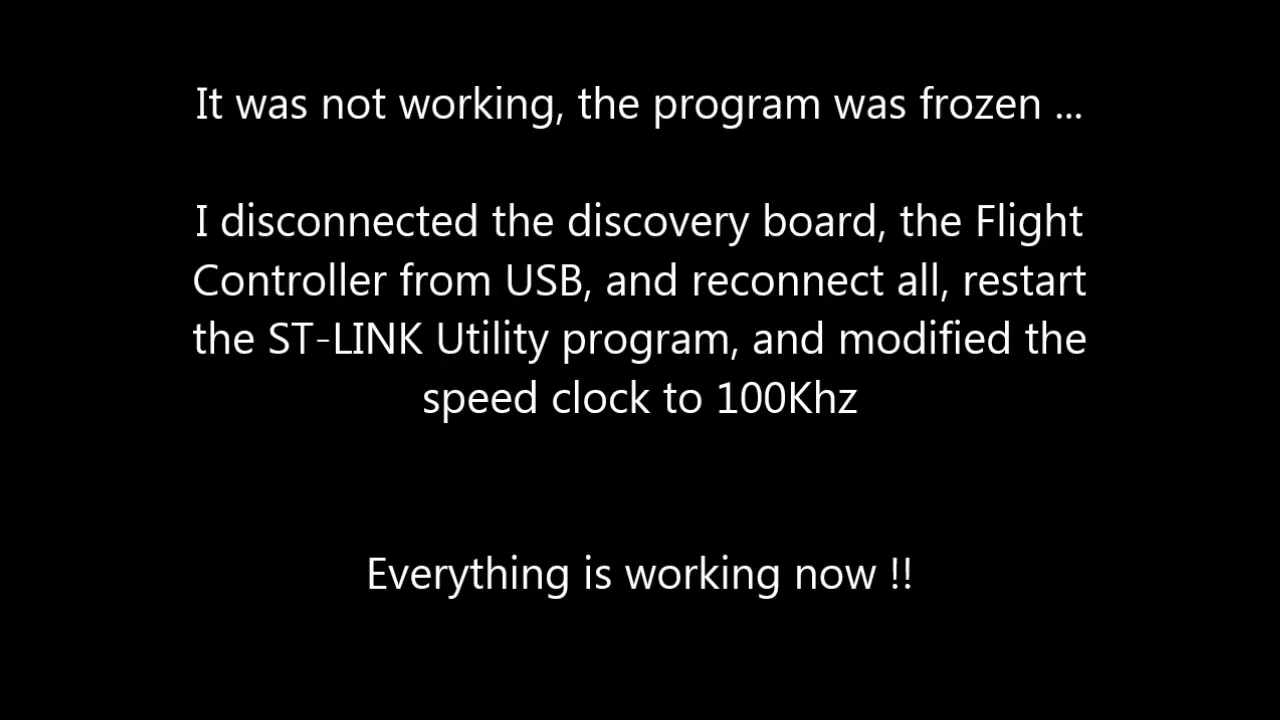 It was not working, the program was frozen ...
I disconnected the discovery board, the Flight
Controller from USB, and reconnect all, restart
the ST-LINK Utility program, and modified the
speed clock to 100Khz
Everything is working now !!